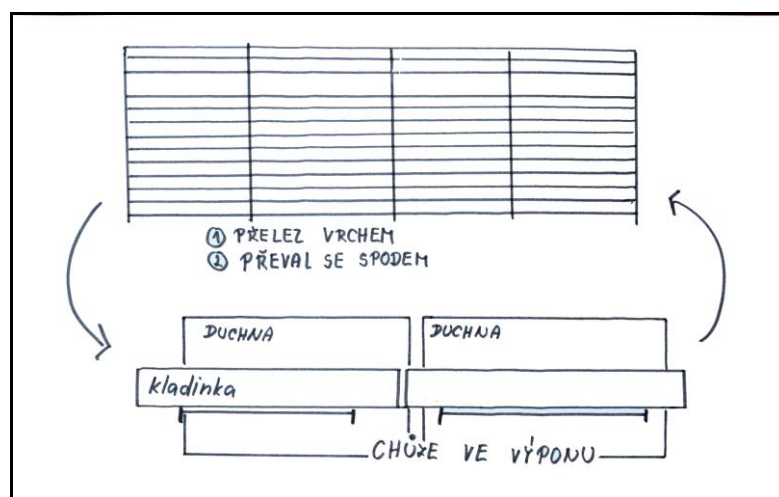 ① PŘELEZ VRCHEM
② PŘEVAL SE SPODEM
DUCHNA DUCHNA
kladinka
CHŮZE VE VÝPONU